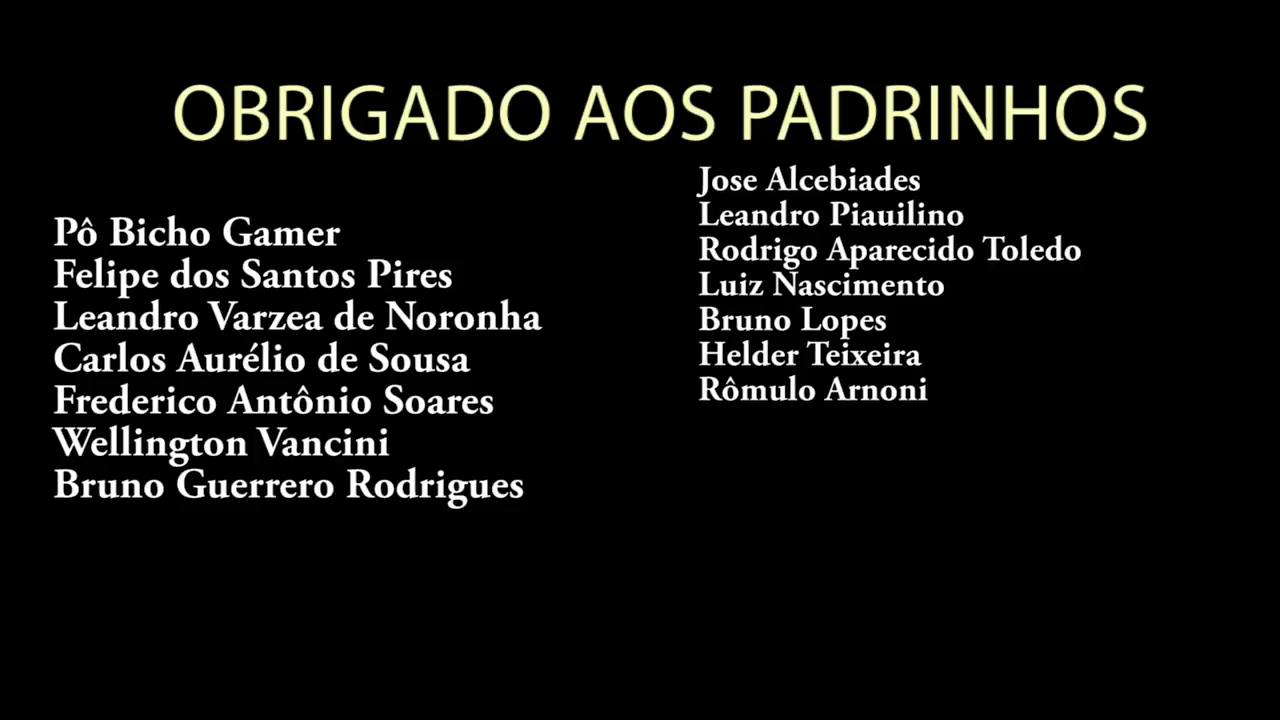 OBRIGADO AOS PADRINHOS
Pô Bicho Gamer
Felipe dos Santos Pires
Leandro Varzea de Noronha
Carlos Aurélio de Sousa
Frederico Antônio Soares
Wellington Vancini
Bruno Guerrero Rodrigues
Jose Alcebiades
Leandro Piauilino
Rodrigo Aparecido Toledo
Luiz Nascimento
Bruno Lopes
Helder Teixeira
Rômulo Arnoni